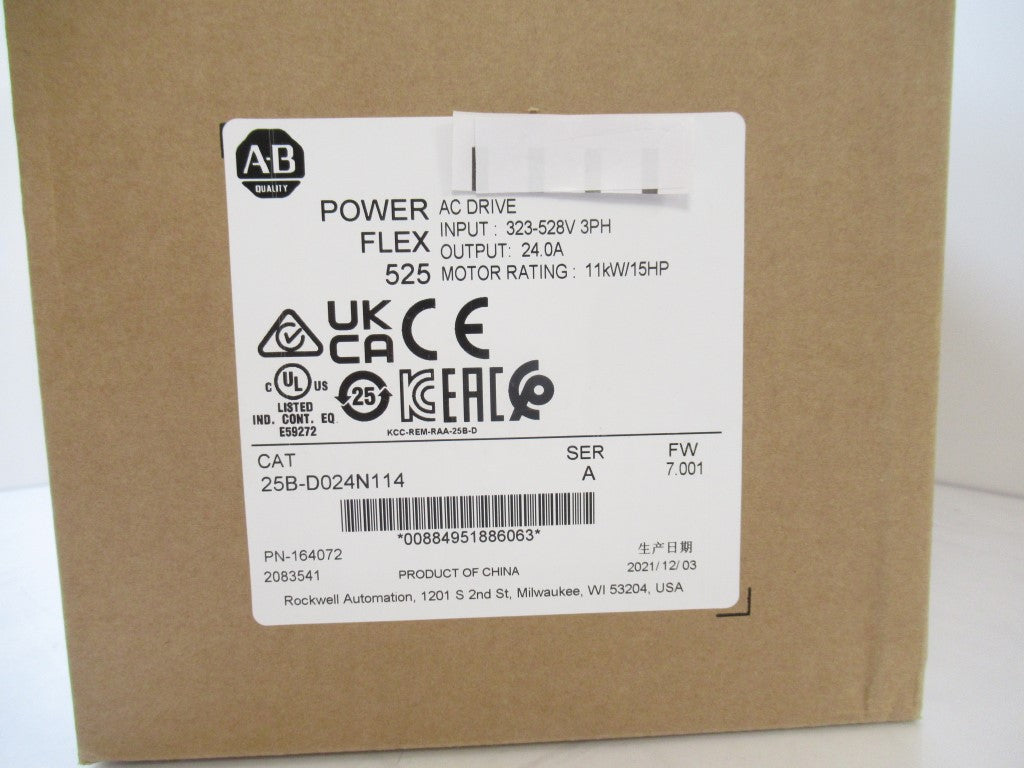 A·B
QUALITY
POWER
FLEX
525
AC DRIVE
INPUT : 323-528V 3PH
OUTPUT: 24.0A
MOTOR RATING : 11kW/15HP
UK
CA
CE
C UL US
LISTED
IND. CONT. EQ.
E59272
25
KC
EAC
KCC-REM-RAA-25B-D
CAT
25B-D024N114
SER
A
FW
7.001
*00884951886063*
PN-164072
2083541
PRODUCT OF CHINA
生产日期
2021/12/03
Rockwell Automation, 1201 S 2nd St, Milwaukee, WI 53204, USA